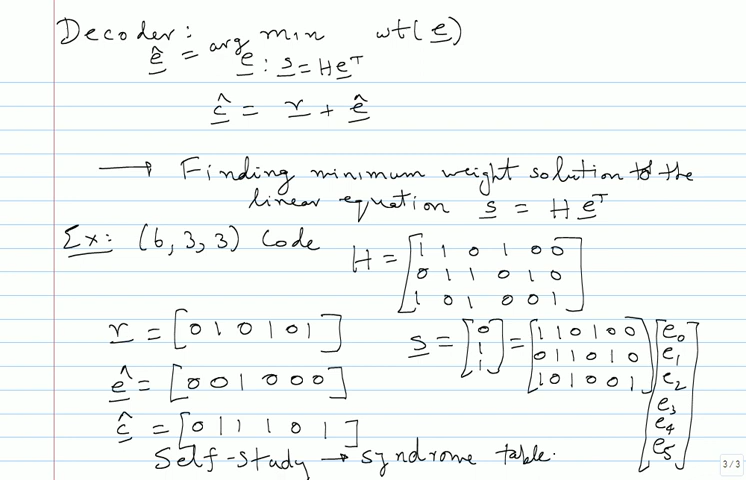 Decoder: ê = arg min wt(e)
e : s = He^T
ĉ = r + ê
→ Finding minimum weight solution to the
linear equation s = He^T
Ex: (6, 3, 3) Code
H = [1 1 0 1 0 0
0 1 1 0 1 0
1 0 1 0 0 1]
r = [0 1 0 1 0 1]
s = [0 1 1] = [1 1 0 1 0 0
0 1 1 0 1 0
1 0 1 0 0 1] [e0
e1
e2
e3
e4
e5]
ê = [0 0 1 0 0 0]
ĉ = [0 1 1 1 0 1]
Self-study → syndrome table.
3/3